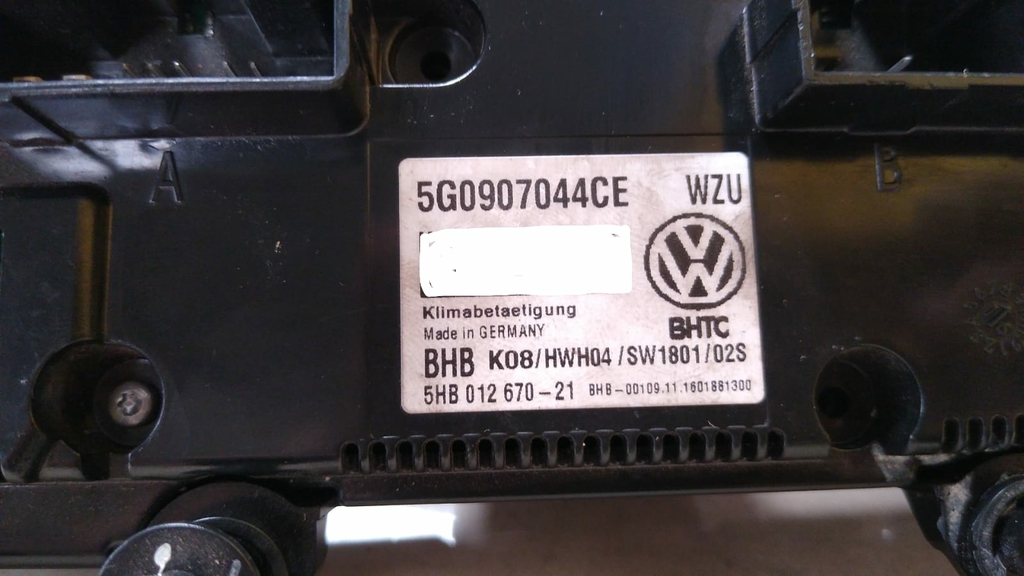 A
B
5G0907044CE WZU
Klimabetaetigung
Made in GERMANY
BHTC
BHB K08/HWH04/SW1801/02S
5HB 012 670-21 BHB-00109.11.1601881300